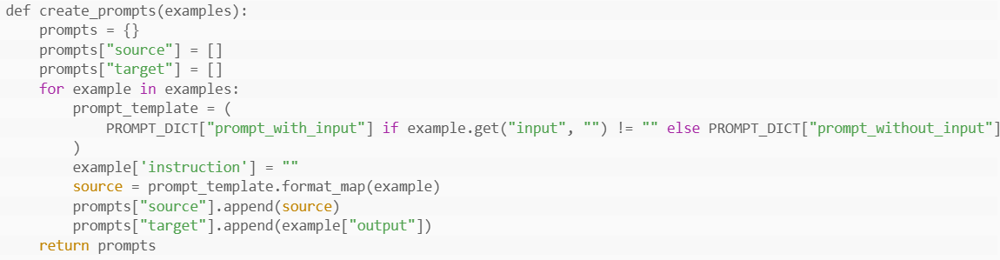 def create_prompts(examples):
    prompts = {}
    prompts["source"] = []
    prompts["target"] = []
    for example in examples:
        prompt_template = (
            PROMPT_DICT["prompt_with_input"] if example.get("input", "") != "" else PROMPT_DICT["prompt_without_input"]
        )
        example['instruction'] = ""
        source = prompt_template.format_map(example)
        prompts["source"].append(source)
        prompts["target"].append(example["output"])
    return prompts